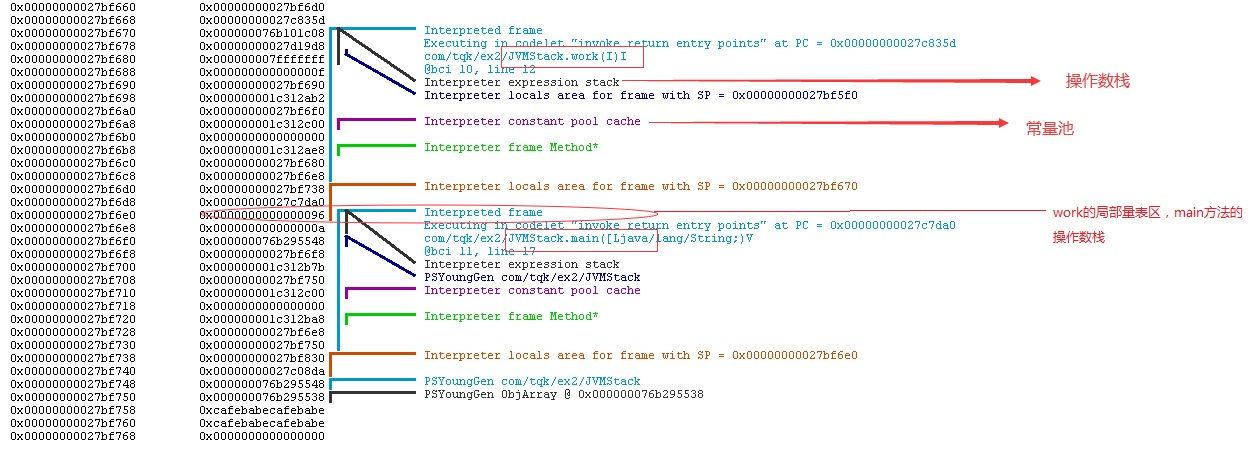 0x00000000027bf660 0x00000000027bf6d0
0x00000000027bf668 0x00000000027c835d
0x00000000027bf670 0x000000076b101c08 Interpreted frame
0x00000000027bf678 0x00000000027d19d8 Executing in codelet "invoke return entry points" at PC = 0x00000000027c835d
0x00000000027bf680 0x000000007fffffff com/tqk/ex2/JVMStack.work(I)I
0x00000000027bf688 0x000000000000000f @bci 10, line 12
0x00000000027bf690 0x00000000027bf690 Interpreter expression stack 操作数栈
0x00000000027bf698 0x000000001c312ab2 Interpreter locals area for frame with SP = 0x00000000027bf5f0
0x00000000027bf6a0 0x00000000027bf6f0
0x00000000027bf6a8 0x000000001c312c00 Interpreter constant pool cache 常量池
0x00000000027bf6b0 0x0000000000000000
0x00000000027bf6b8 0x000000001c312ae8 Interpreter frame Method*
0x00000000027bf6c0 0x00000000027bf680
0x00000000027bf6c8 0x00000000027bf6e8
0x00000000027bf6d0 0x00000000027bf738 Interpreter locals area for frame with SP = 0x00000000027bf670
0x00000000027bf6d8 0x00000000027c7da0
0x00000000027bf6e0 0x0000000000000096 Interpreted frame work的局部量表区，main方法的
0x00000000027bf6e8 0x000000000000000a Executing in codelet "invoke return entry points" at PC = 0x00000000027c7da0 操作数栈
0x00000000027bf6f0 0x000000076b295548 com/tqk/ex2/JVMStack.main([Ljava/lang/String;)V
0x00000000027bf6f8 0x00000000027bf6f8 @bci 11, line 17
0x00000000027bf700 0x000000001c312b7b Interpreter expression stack
0x00000000027bf708 0x00000000027bf750 PSYoungGen com/tqk/ex2/JVMStack
0x00000000027bf710 0x000000001c312c00 Interpreter constant pool cache
0x00000000027bf718 0x0000000000000000
0x00000000027bf720 0x000000001c312ba8 Interpreter frame Method*
0x00000000027bf728 0x00000000027bf6e8
0x00000000027bf730 0x00000000027bf750
0x00000000027bf738 0x00000000027bf830 Interpreter locals area for frame with SP = 0x00000000027bf6e0
0x00000000027bf740 0x00000000027c08da
0x00000000027bf748 0x000000076b295548 PSYoungGen com/tqk/ex2/JVMStack
0x00000000027bf750 0x000000076b295538 PSYoungGen ObjArray @ 0x000000076b295538
0x00000000027bf758 0xcafebabecafebabe
0x00000000027bf760 0xcafebabecafebabe
0x00000000027bf768 0x0000000000000000